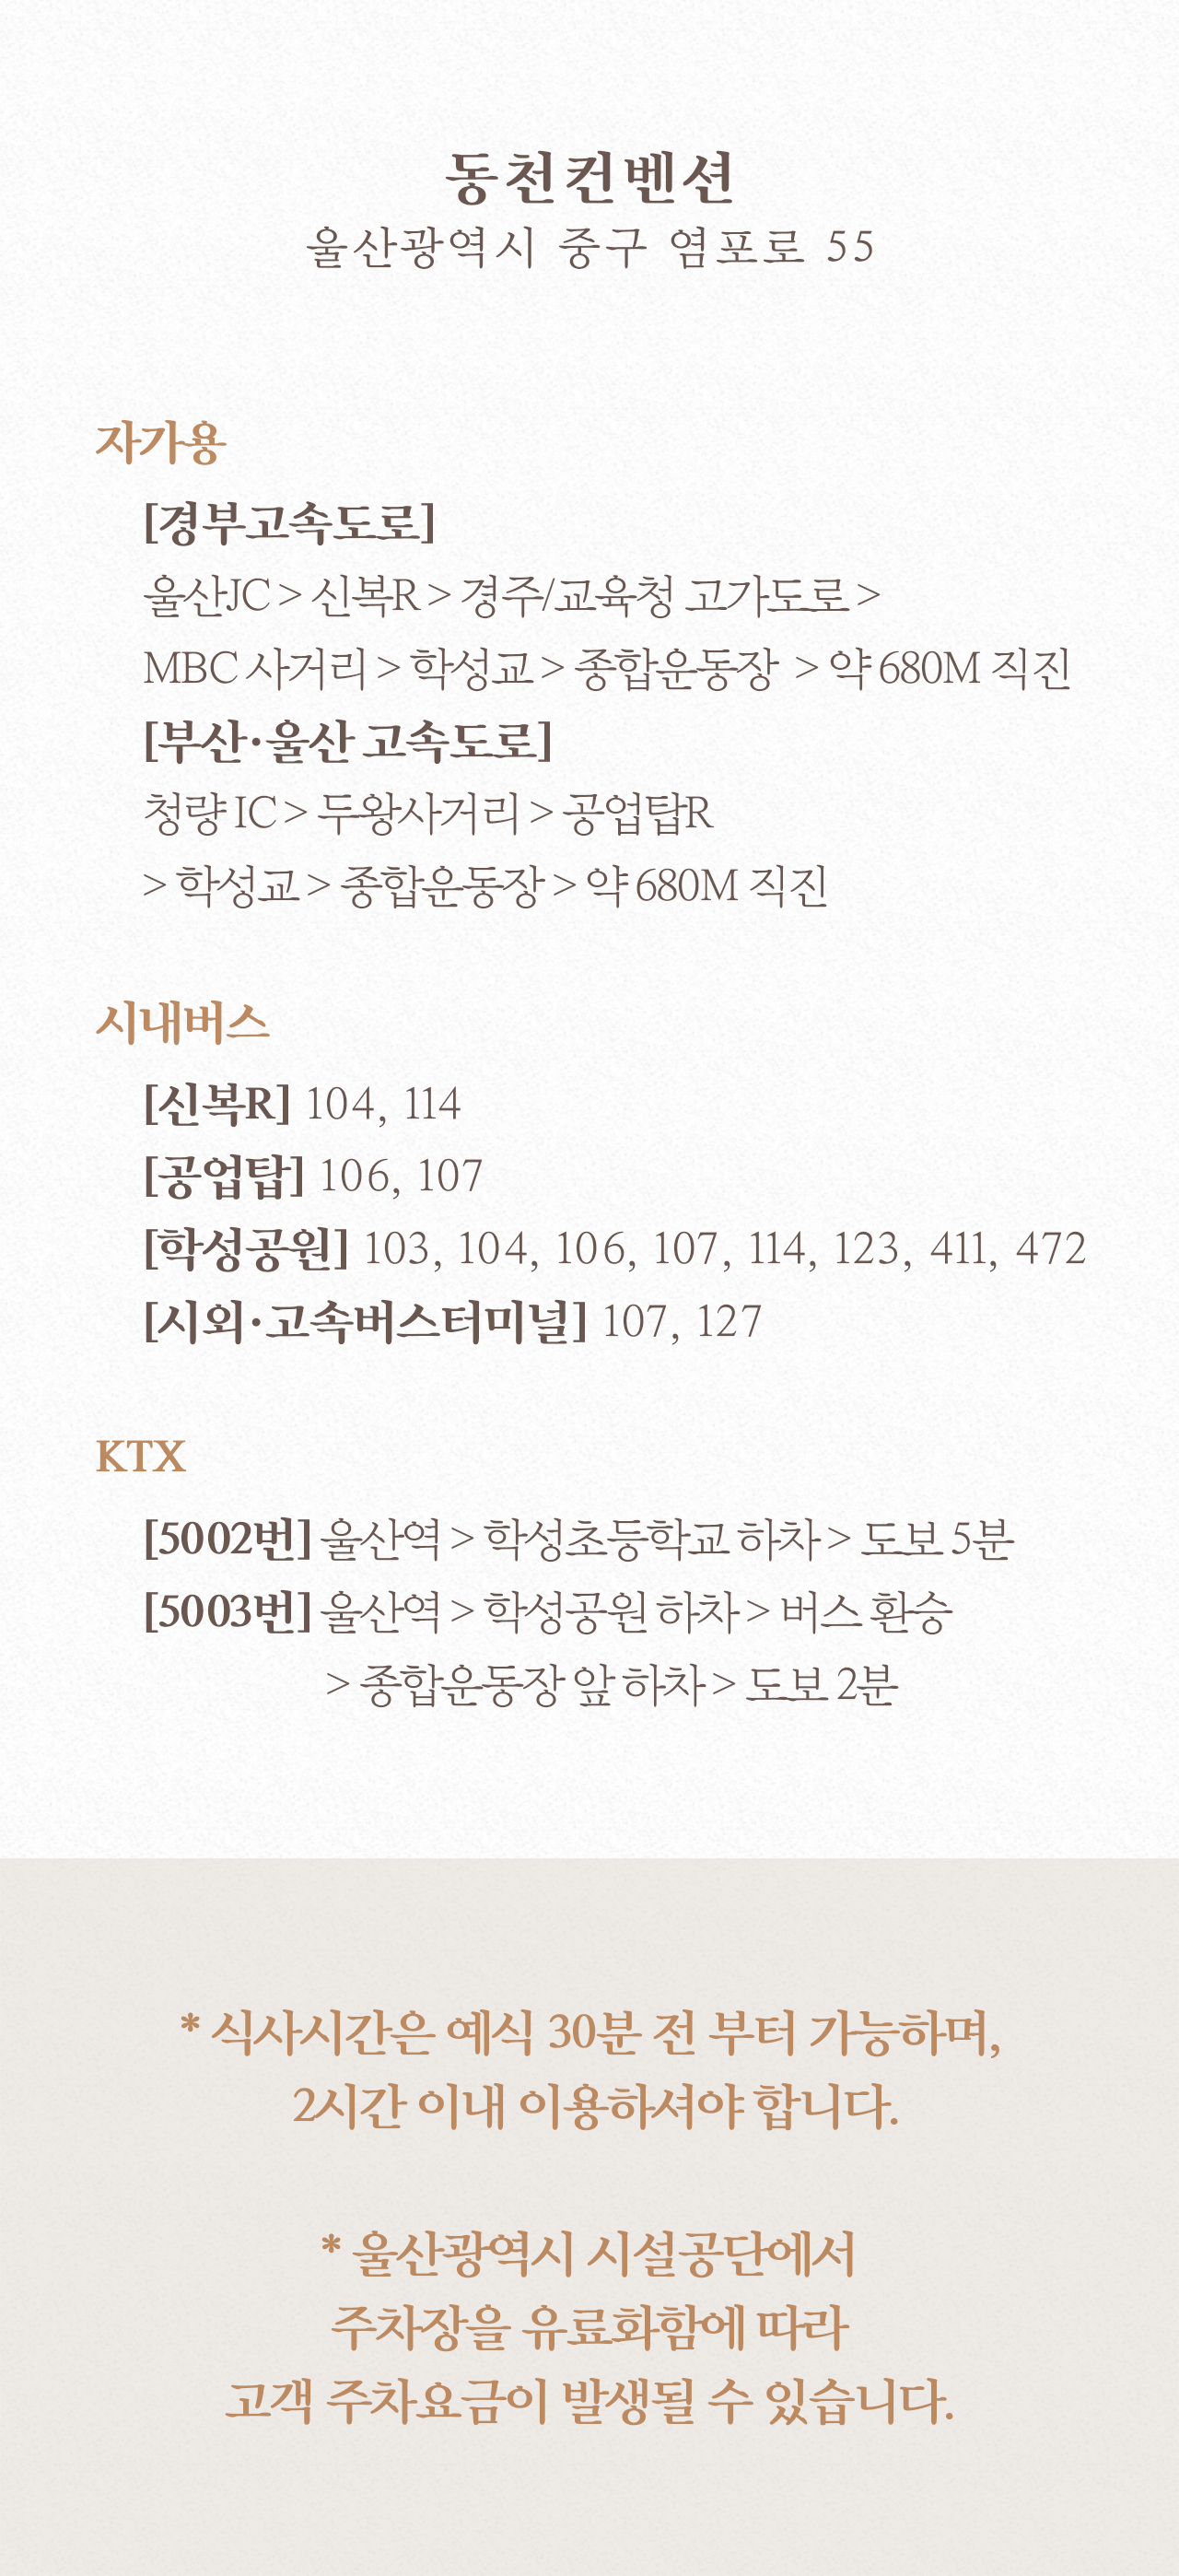 동천컨벤션
울산광역시 중구 염포로 55
자가용
[경부고속도로]
울산JC > 신복R > 경주/교육청 고가도로 >
MBC 사거리 > 학성교 > 종합운동장 > 약 680M 직진
[부산·울산 고속도로]
청량 IC > 두왕사거리 > 공업탑R
> 학성교 > 종합운동장 > 약 680M 직진
시내버스
[신복R] 104, 114
[공업탑] 106, 107
[학성공원] 103, 104, 106, 107, 114, 123, 411, 472
[시외·고속버스터미널] 107, 127
KTX
[5002번] 울산역 > 학성초등학교 하차 > 도보 5분
[5003번] 울산역 > 학성공원 하차 > 버스 환승
> 종합운동장 앞 하차 > 도보 2분
* 식사시간은 예식 30분 전 부터 가능하며,
2시간 이내 이용하셔야 합니다.
* 울산광역시 시설공단에서
주차장을 유료화함에 따라
고객 주차요금이 발생될 수 있습니다.